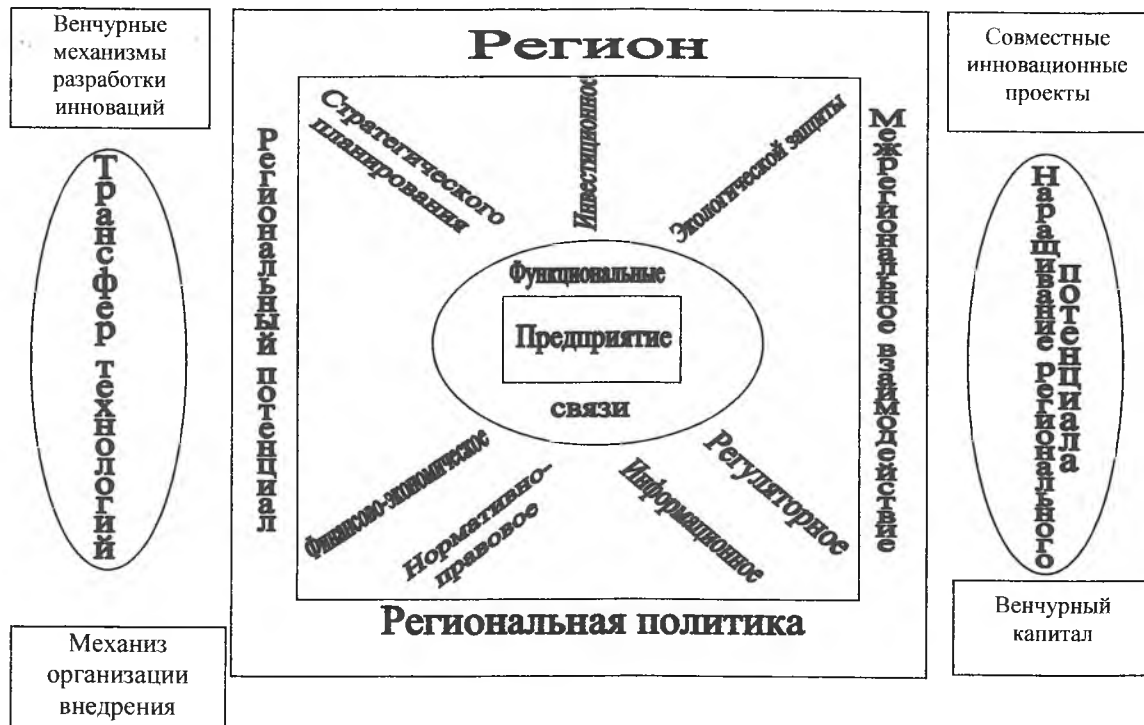 Венчурные
механизмы
разработки
инноваций
Трансфер технологий
Механиз
организации
внедрения
Регион
Региональный потенциал
Стратегического
планирования
Инвестиционное
Экологической защиты
Функциональные
Предприятие
связи
Финансово-экономическое
Нормативно-
правовое
Информационное
Регуляторное
Межрегиональное взаимодействие
Региональная политика
Совместные
инновационные
проекты
Наращивание регионального
потенциала
Венчурный
капитал